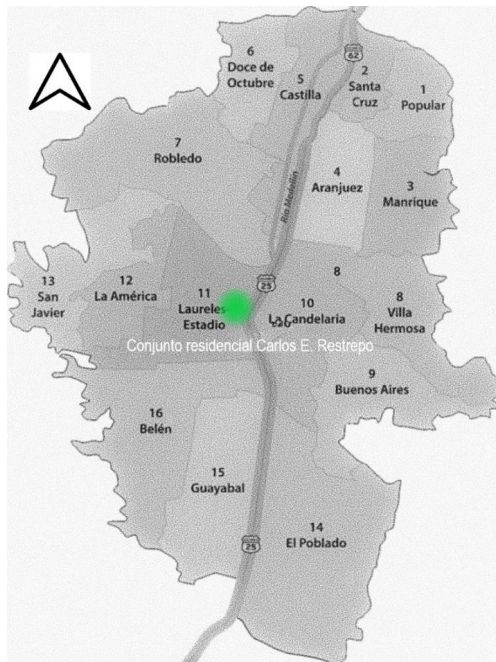 62
6
Doce de
Octubre
5
Castilla
2
Santa
Cruz
1
Popular
7
Robledo
4
Aranjuez
3
Manrique
Río Medellín
13
San
Javier
12
La América
11
Laureles-
Estadio
25
8
10
La Candelaria
8
Villa
Hermosa
Conjunto residencial Carlos E. Restrepo
9
Buenos Aires
16
Belén
15
Guayabal
14
El Poblado
25